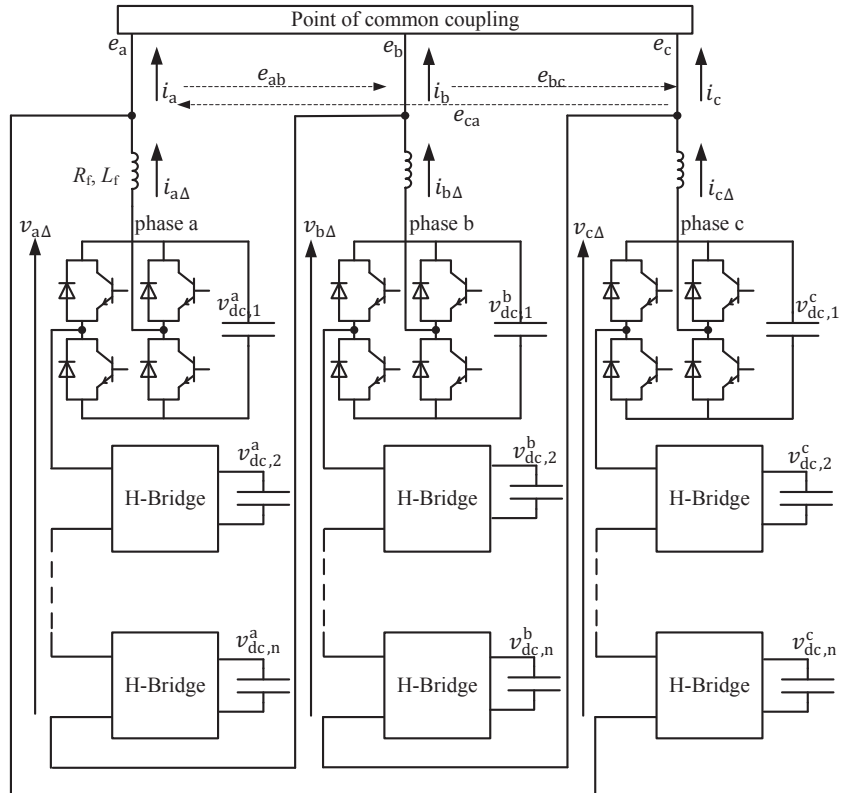 Point of common coupling
e_a e_b e_c
i_a e_ab i_b e_bc i_c
e_ca
R_f, L_f i_aΔ i_bΔ i_cΔ
v_aΔ phase a v_bΔ phase b v_cΔ phase c
v^a_dc,1 v^b_dc,1 v^c_dc,1
v^a_dc,2 v^b_dc,2 v^c_dc,2
H-Bridge H-Bridge H-Bridge
v^a_dc,n v^b_dc,n v^c_dc,n
H-Bridge H-Bridge H-Bridge